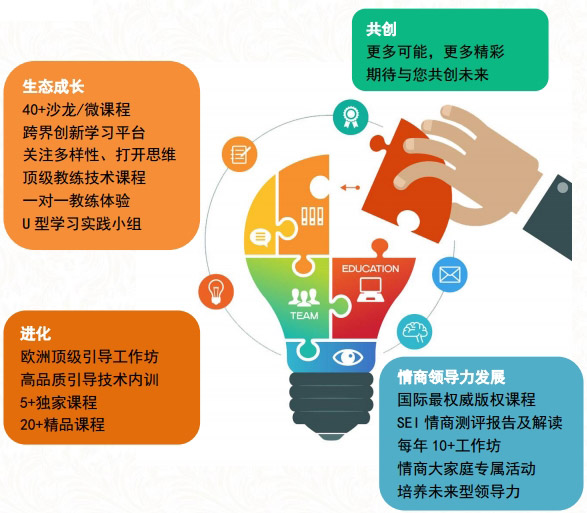 共创
更多可能，更多精彩
期待与您共创未来
生态成长
40+沙龙/微课程
跨界创新学习平台
关注多样性、打开思维
顶级教练技术课程
一对一教练体验
U型学习实践小组
EDUCATION
TEAM
进化
欧洲顶级引导工作坊
高品质引导技术内训
5+独家课程
20+精品课程
情商领导力发展
国际最权威版权课程
SEI情商测评报告及解读
每年10+工作坊
情商大家庭专属活动
培养未来型领导力